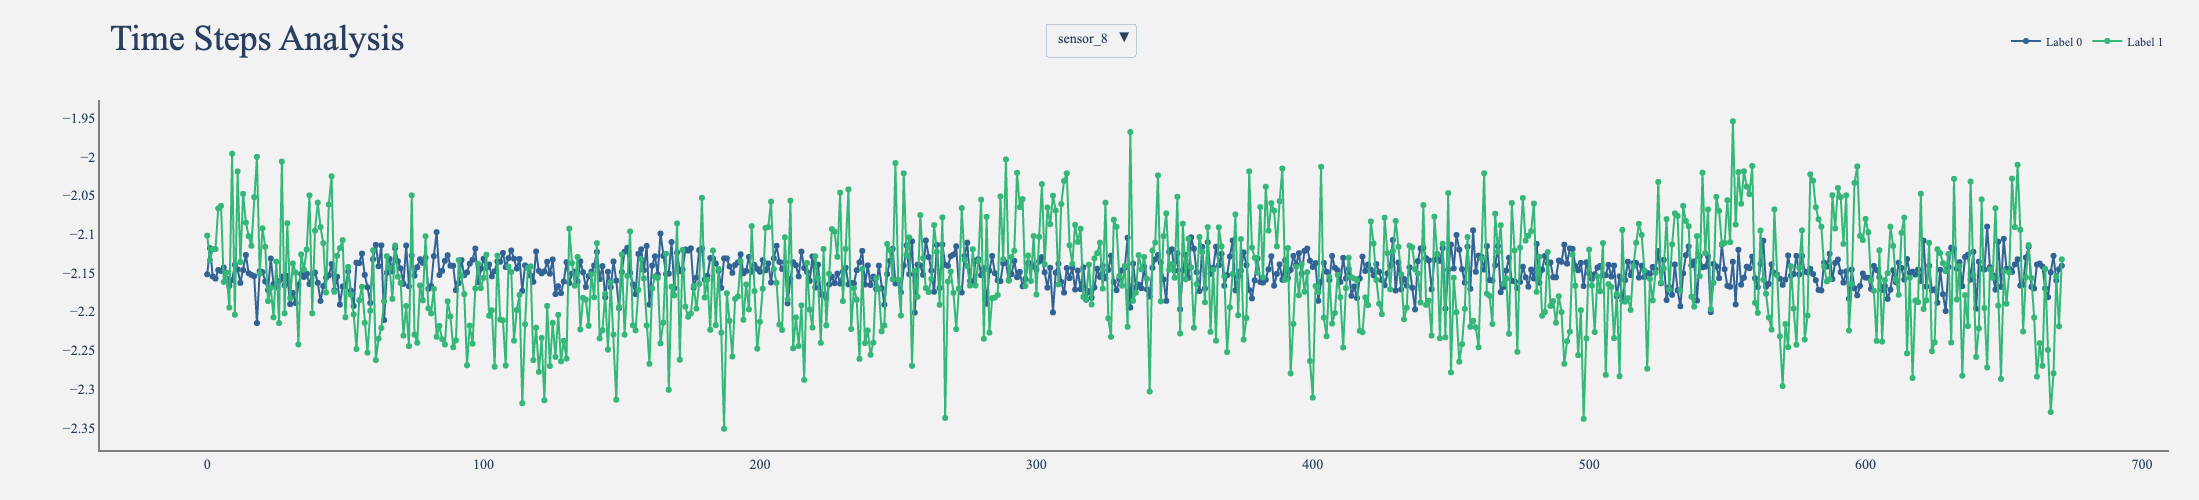 Time Steps Analysis
sensor_8 ▼
Label 0
Label 1
−1.95
−2
−2.05
−2.1
−2.15
−2.2
−2.25
−2.3
−2.35
0 100 200 300 400 500 600 700